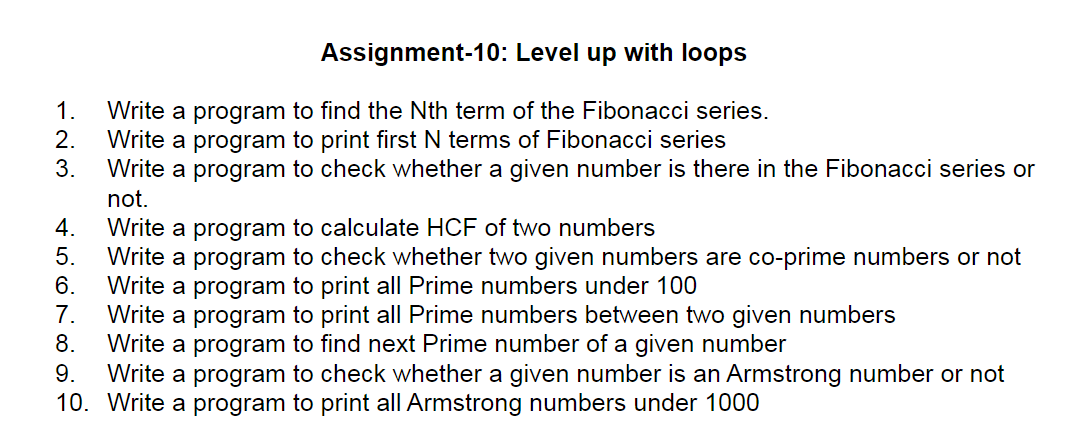 Assignment-10: Level up with loops
1. Write a program to find the Nth term of the Fibonacci series.
2. Write a program to print first N terms of Fibonacci series
3. Write a program to check whether a given number is there in the Fibonacci series or
not.
4. Write a program to calculate HCF of two numbers
5. Write a program to check whether two given numbers are co-prime numbers or not
6. Write a program to print all Prime numbers under 100
7. Write a program to print all Prime numbers between two given numbers
8. Write a program to find next Prime number of a given number
9. Write a program to check whether a given number is an Armstrong number or not
10. Write a program to print all Armstrong numbers under 1000